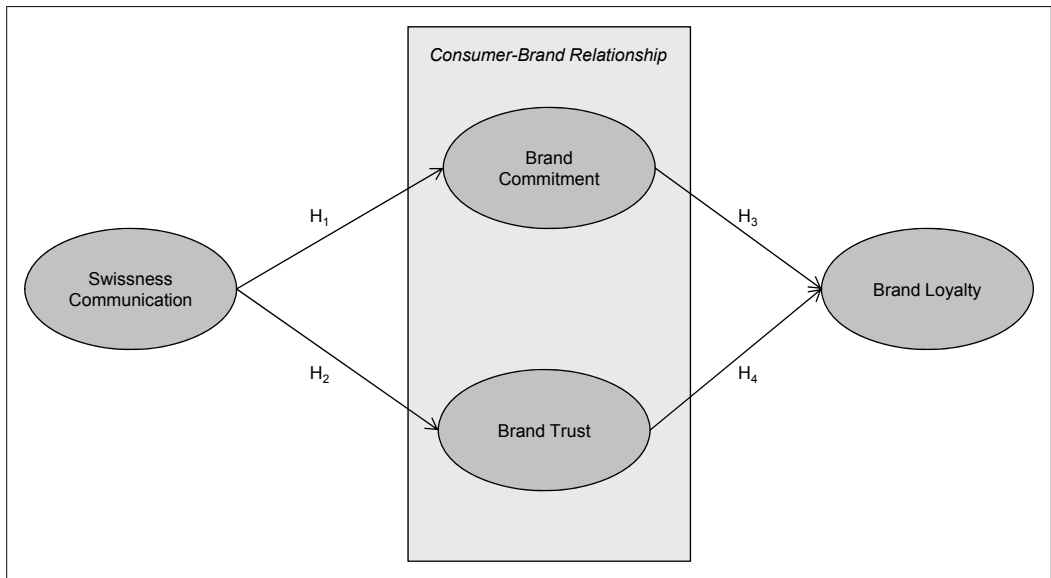 Consumer-Brand Relationship
Brand
Commitment
H₁
H₃
Swissness
Communication
Brand Loyalty
H₂
H₄
Brand Trust